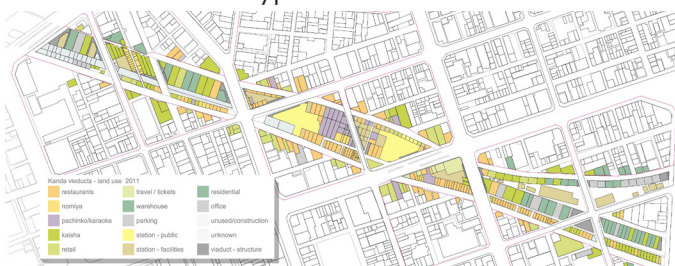 Kanda viaducts - land use 2011
restaurants
nomiya
pachinko/karaoke
kaisha
retail
travel / tickets
warehouse
parking
station - public
station - facilities
residential
office
unused/construction
unknown
viaduct - structure